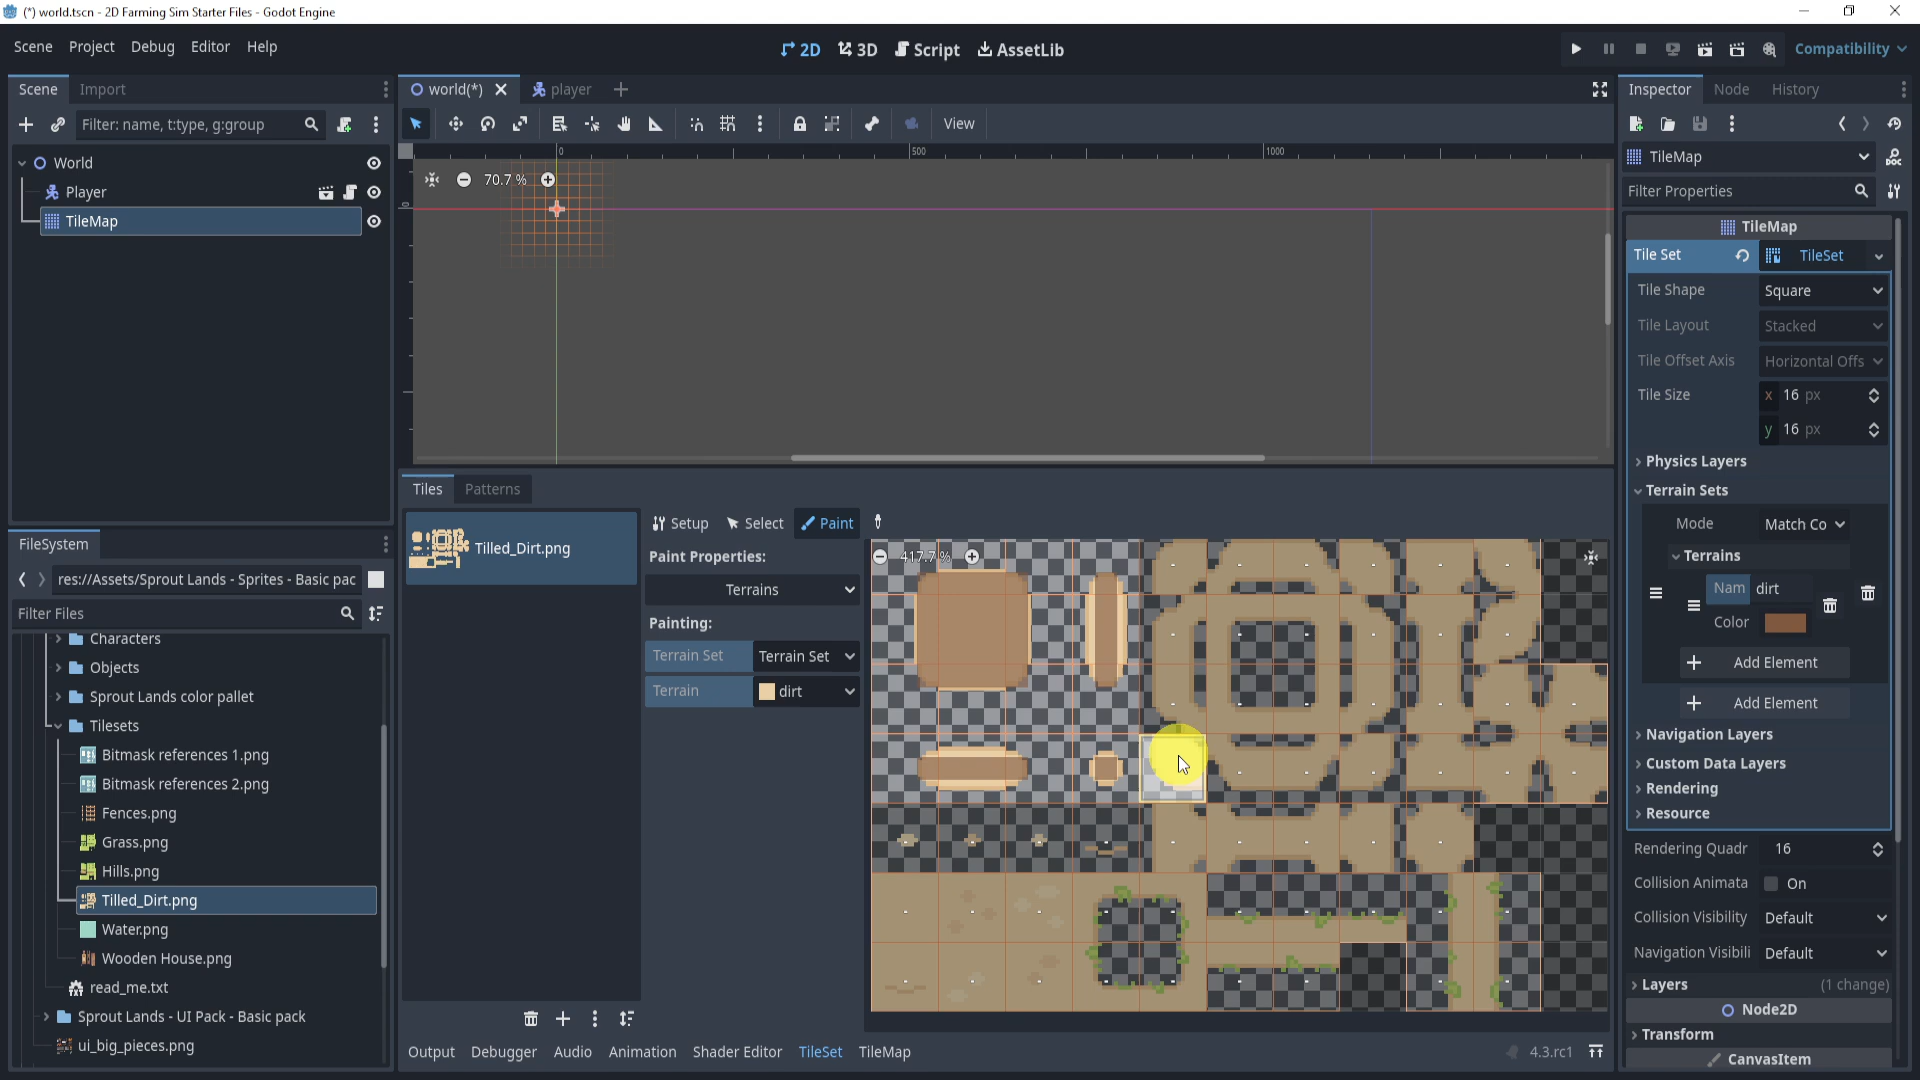 (*) world.tscn - 2D Farming Sim Starter Files - Godot Engine
Scene Project Debug Editor Help
2D 3D Script AssetLib
Compatibility
Scene Import
Filter: name, t:type, g:group
World
Player
TileMap
world(*) player
View
0 500 1000
0
70.7 %
FileSystem
res://Assets/Sprout Lands - Sprites - Basic pac
Filter Files
Characters
Objects
Sprout Lands color pallet
Tilesets
Bitmask references 1.png
Bitmask references 2.png
Fences.png
Grass.png
Hills.png
Tilled_Dirt.png
Water.png
Wooden House.png
read_me.txt
Sprout Lands - UI Pack - Basic pack
ui_big_pieces.png
Tiles Patterns
Tilled_Dirt.png
Setup Select Paint
Paint Properties:
Terrains
Painting:
Terrain Set Terrain Set
Terrain dirt
417.7 %
Output Debugger Audio Animation Shader Editor TileSet TileMap
4.3.rc1
Inspector Node History
TileMap
Filter Properties
TileMap
Tile Set TileSet
Tile Shape Square
Tile Layout Stacked
Tile Offset Axis Horizontal Offs
Tile Size x 16 px
y 16 px
Physics Layers
Terrain Sets
Mode Match Co
Terrains
Nam dirt
Color
Add Element
Add Element
Navigation Layers
Custom Data Layers
Rendering
Resource
Rendering Quadr 16
Collision Animata On
Collision Visibility Default
Navigation Visibili Default
Layers (1 change)
Node2D
Transform
CanvasItem